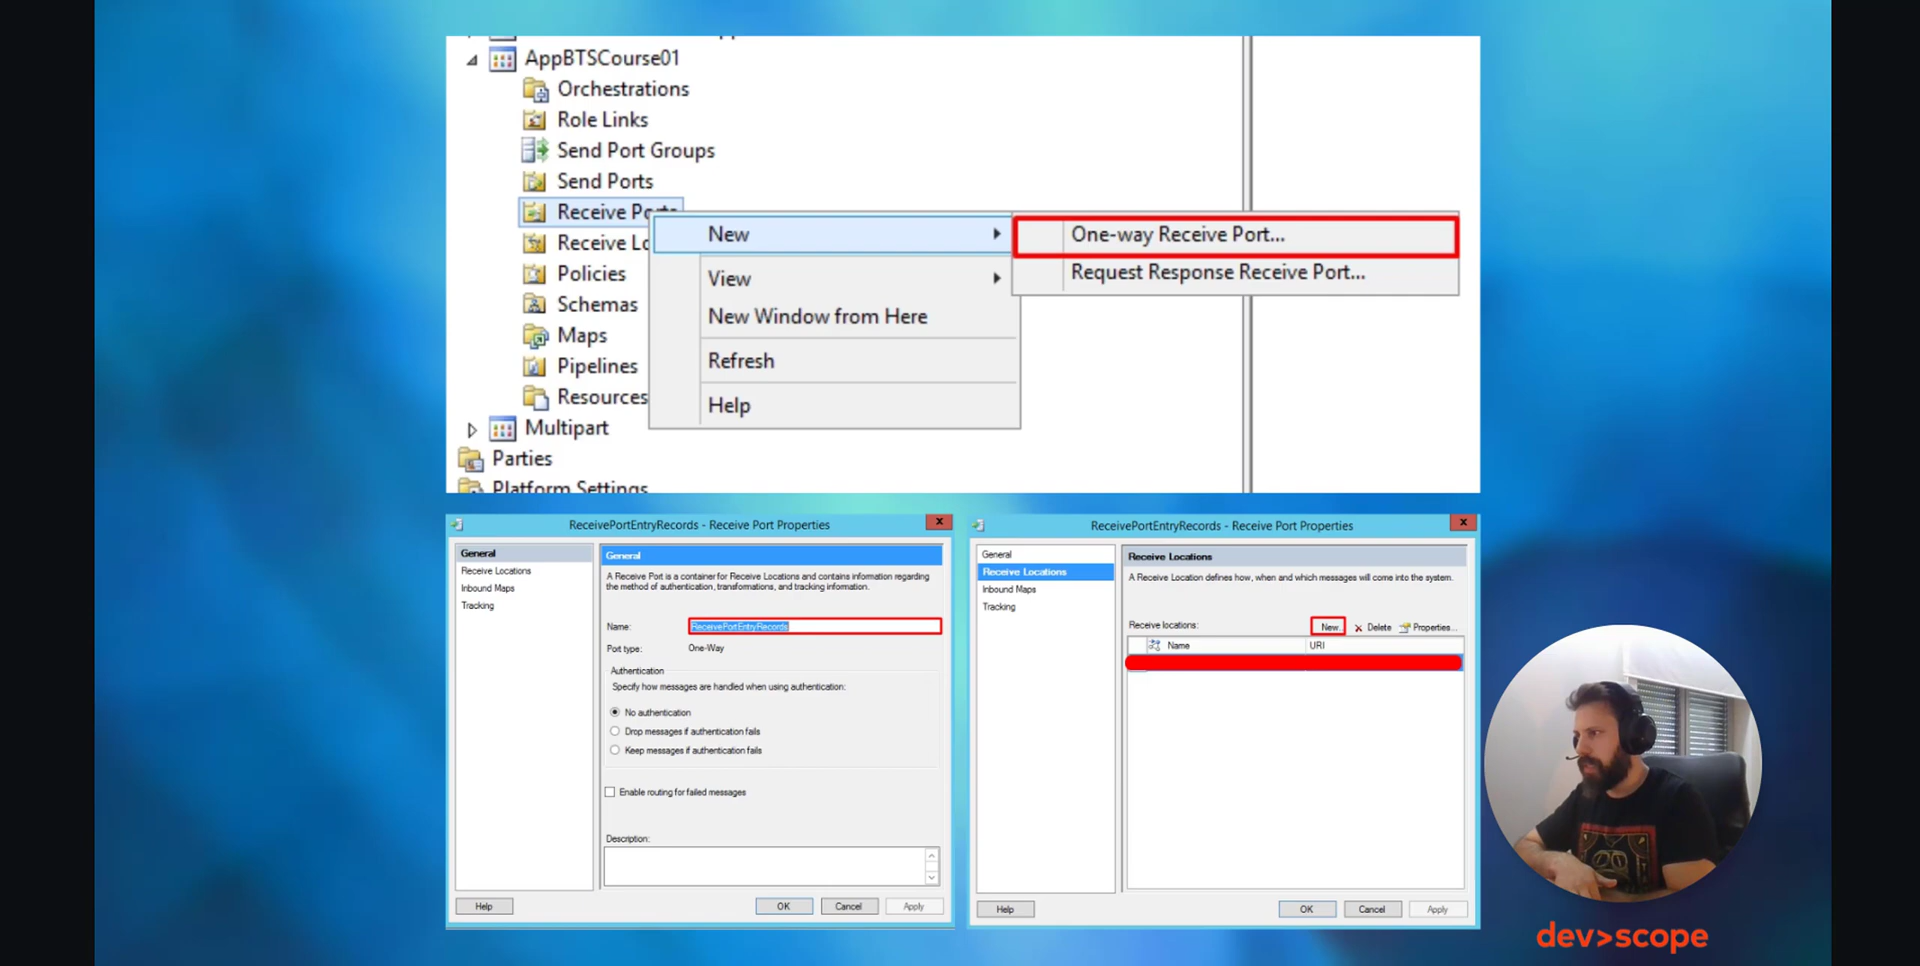 AppBTSCourse01
Orchestrations
Role Links
Send Port Groups
Send Ports
Receive Ports
Receive Lo
Policies
Schemas
Maps
Pipelines
Resources
Multipart
Parties
Platform Settings
New
View
New Window from Here
Refresh
Help
One-way Receive Port...
Request Response Receive Port...
ReceivePortEntryRecords - Receive Port Properties
x
General
Receive Locations
Inbound Maps
Tracking
General
A Receive Port is a container for Receive Locations and contains information regarding
the method of authentication, transformations, and tracking information.
Name: ReceivePortEntryRecords
Port type: One-Way
Authentication
Specify how messages are handled when using authentication:
No authentication
Drop messages if authentication fails
Keep messages if authentication fails
Enable routing for failed messages
Description:
Help OK Cancel Apply
ReceivePortEntryRecords - Receive Port Properties
x
General
Receive Locations
Inbound Maps
Tracking
Receive Locations
A Receive Location defines how, when and which messages will come into the system.
Receive locations: New.. Delete Properties...
Name URI
Help OK Cancel Apply
dev>scope